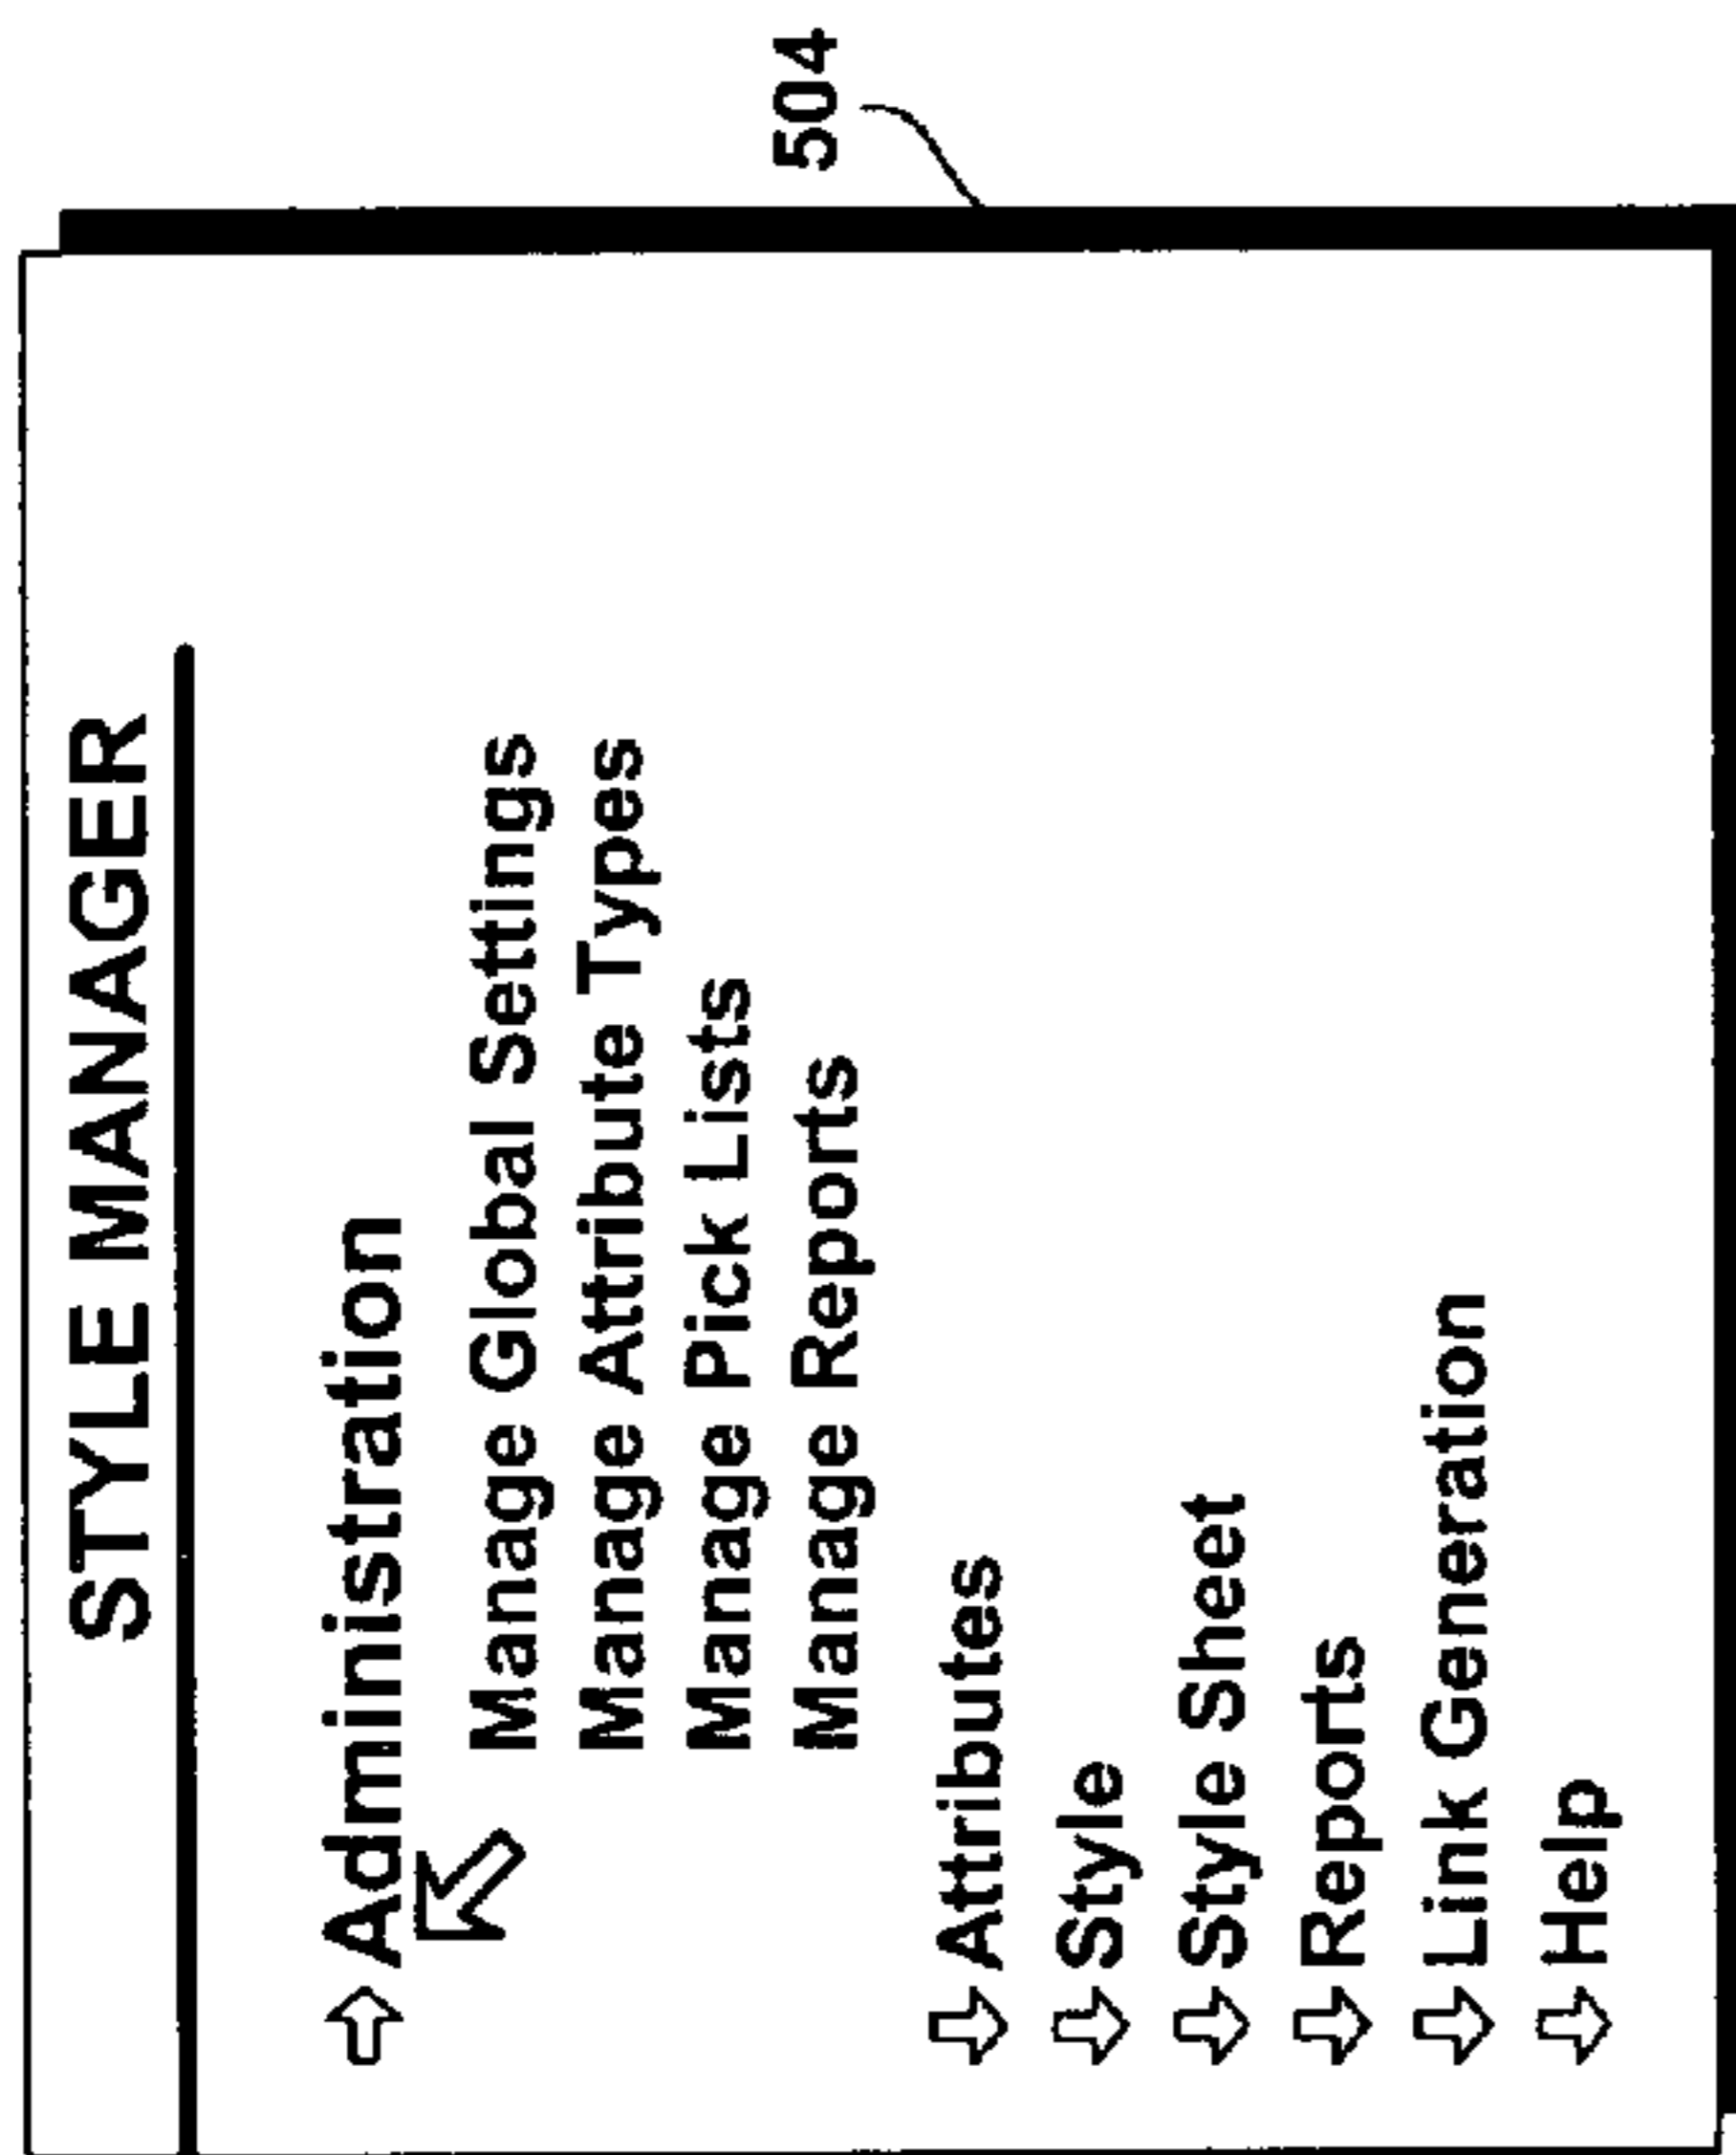 504
STYLE MANAGER
Administration
Manage Global Settings
Manage Attribute Types
Manage Pick Lists
Manage Reports
Attributes
Style
Style Sheet
Reports
Link Generation
Help